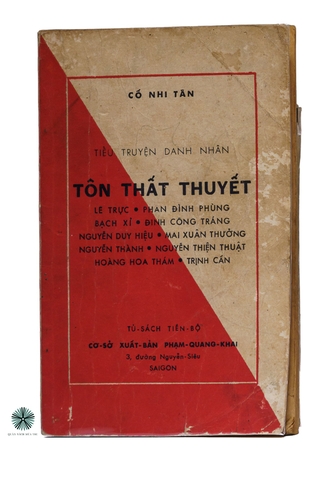 CỐ NHI TÂN
TIỂU TRUYỆN DANH NHÂN
TÔN THẤT THUYẾT
LÊ TRỰC • PHAN ĐÌNH PHÙNG
BẠCH XỈ • ĐINH CÔNG TRÁNG
NGUYỄN DUY HIỆU • MAI XUÂN THƯỞNG
NGUYỄN THÀNH • NGUYỄN THIỆN THUẬT
HOÀNG HOA THÁM • TRỊNH CẤN
TỦ-SÁCH TIẾN-BỘ
CƠ-SỞ XUẤT-BẢN PHẠM-QUANG-KHAI
3, đường Nguyễn-Siêu
SAIGON